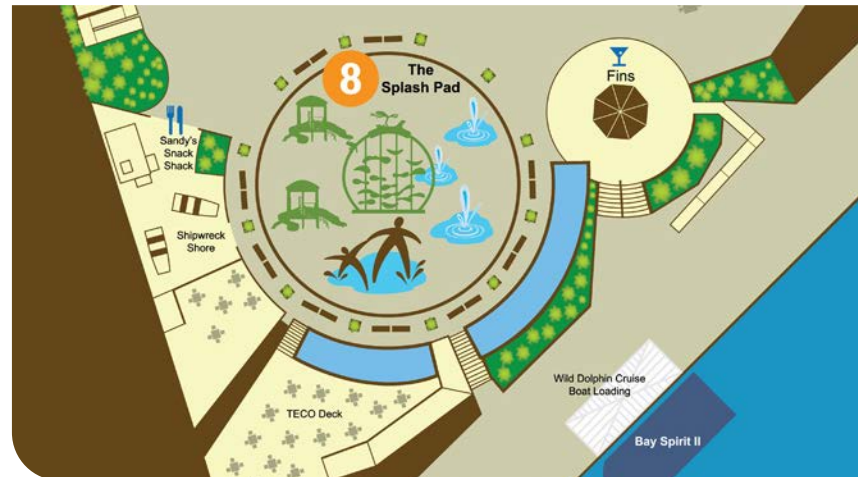 8
The
Splash Pad
Fins
Sandy's
Snack
Shack
Shipwreck
Shore
TECO Deck
Wild Dolphin Cruise
Boat Loading
Bay Spirit II